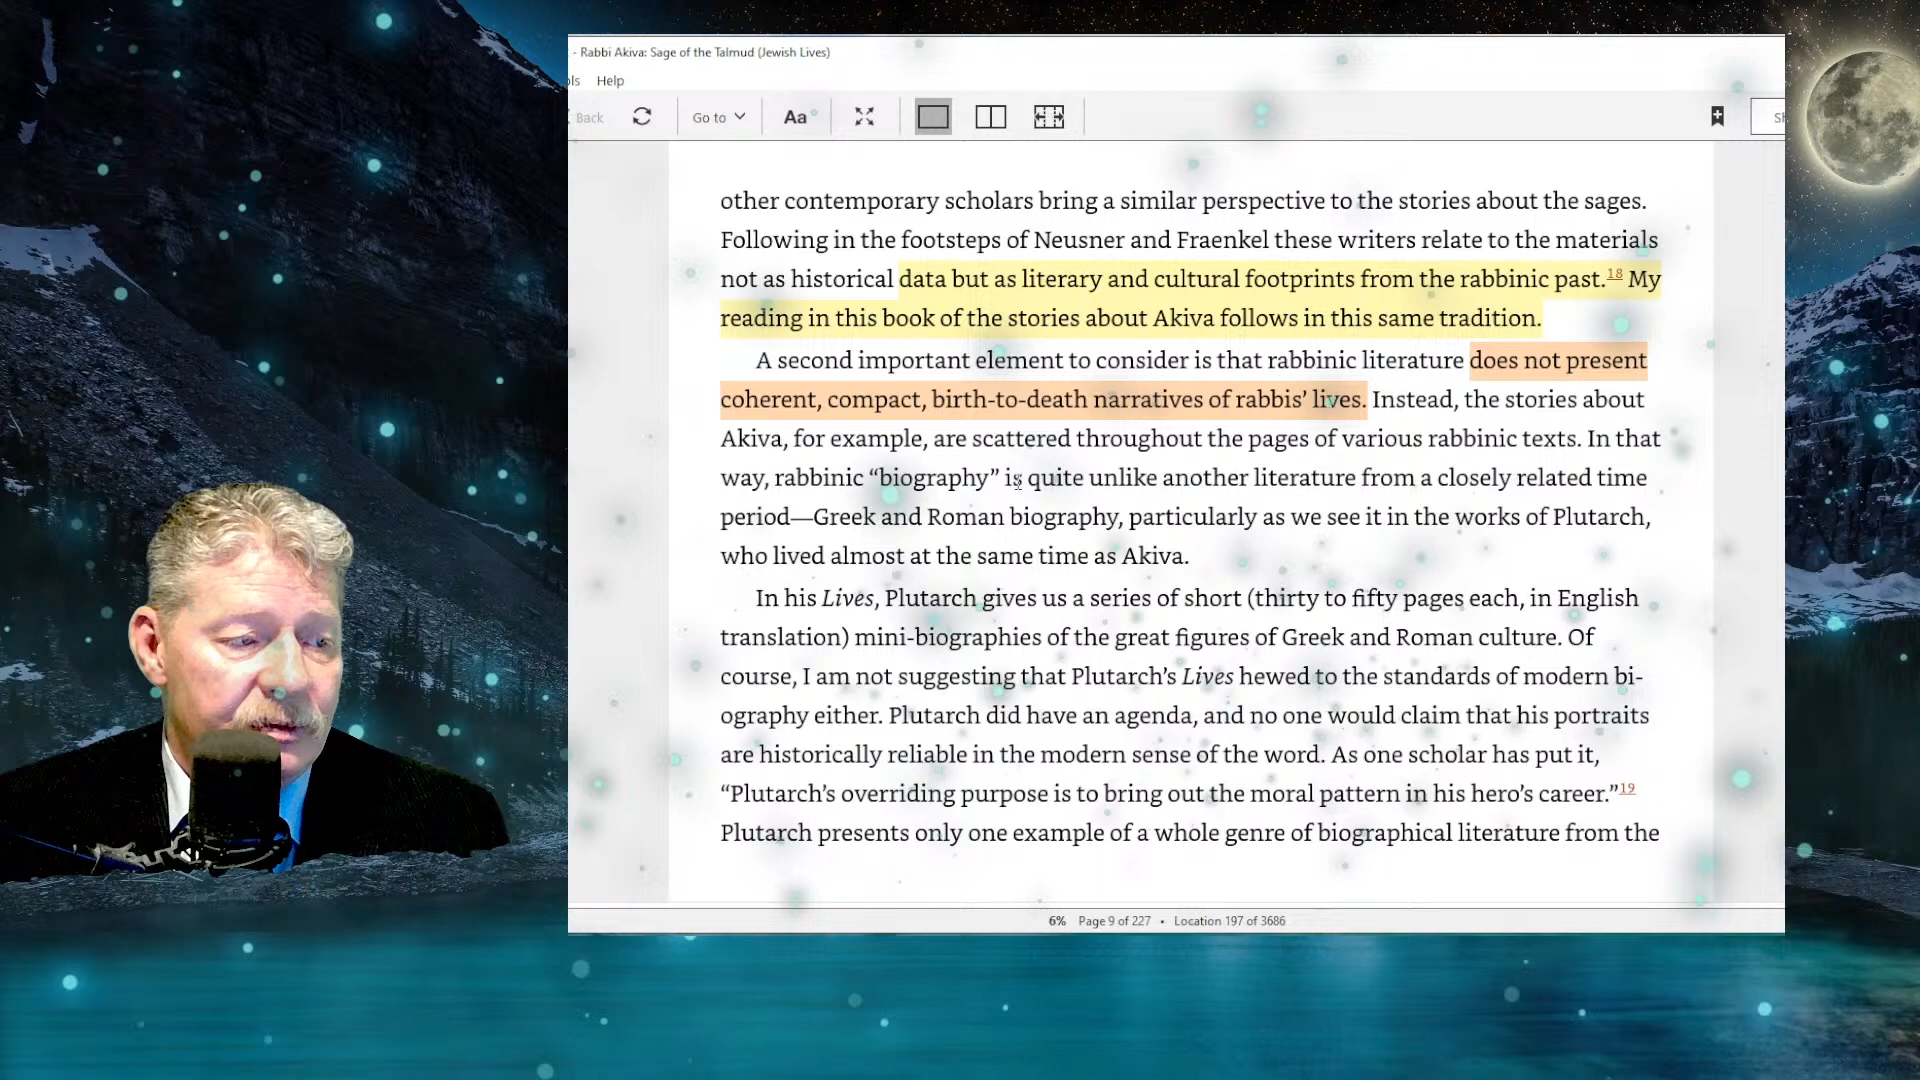 - Rabbi Akiva: Sage of the Talmud (Jewish Lives)
ols Help
Back Go to Aa
other contemporary scholars bring a similar perspective to the stories about the sages.
Following in the footsteps of Neusner and Fraenkel these writers relate to the materials
not as historical data but as literary and cultural footprints from the rabbinic past.18 My
reading in this book of the stories about Akiva follows in this same tradition.
A second important element to consider is that rabbinic literature does not present
coherent, compact, birth-to-death narratives of rabbis’ lives. Instead, the stories about
Akiva, for example, are scattered throughout the pages of various rabbinic texts. In that
way, rabbinic “biography” is quite unlike another literature from a closely related time
period—Greek and Roman biography, particularly as we see it in the works of Plutarch,
who lived almost at the same time as Akiva.
In his Lives, Plutarch gives us a series of short (thirty to fifty pages each, in English
translation) mini-biographies of the great figures of Greek and Roman culture. Of
course, I am not suggesting that Plutarch’s Lives hewed to the standards of modern bi-
ography either. Plutarch did have an agenda, and no one would claim that his portraits
are historically reliable in the modern sense of the word. As one scholar has put it,
“Plutarch’s overriding purpose is to bring out the moral pattern in his hero’s career.”19
Plutarch presents only one example of a whole genre of biographical literature from the
6% Page 9 of 227 • Location 197 of 3686